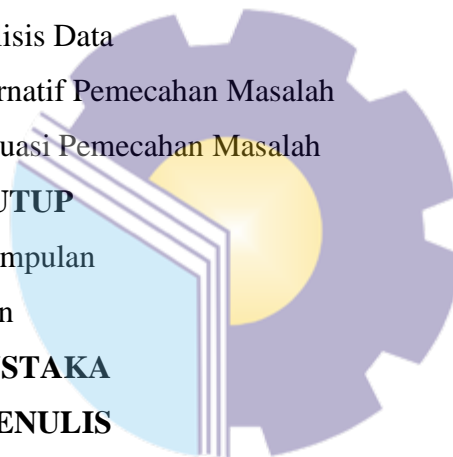 lisis Data
rnatif Pemecahan Masalah
uasi Pemecahan Masalah
UTUP
mpulan
n
STAKA
ENULIS